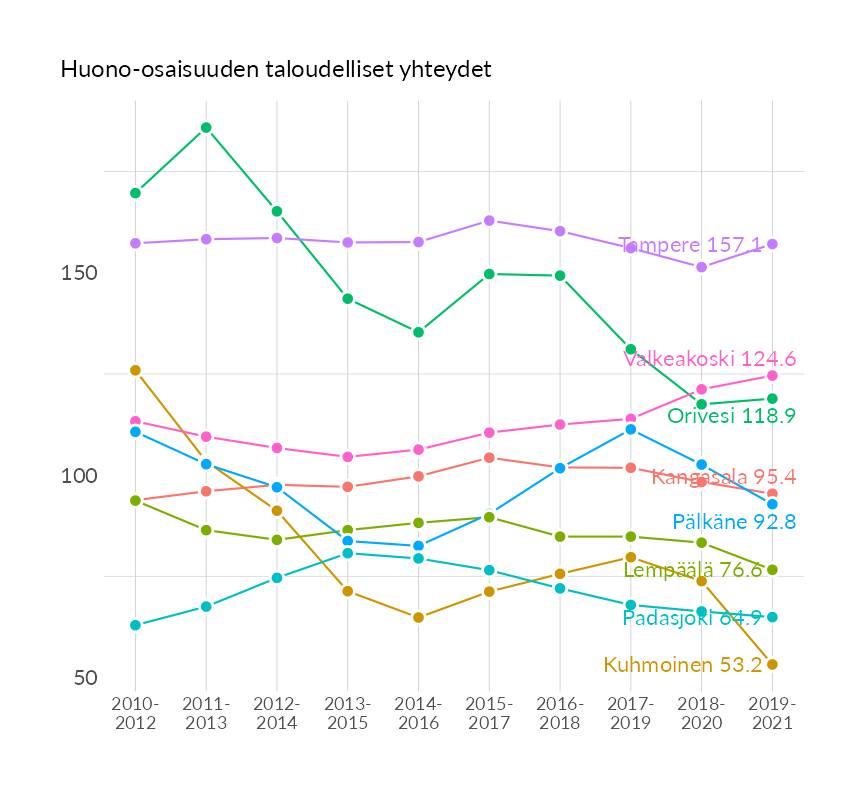 Huono-osaisuuden taloudelliset yhteydet
Tampere 157.1
150
Valkeakoski 124.6
Orivesi 118.9
100
Kangasala 95.4
Pälkäne 92.8
Lempäälä 76.6
Padasjoki 64.9
Kuhmoinen 53.2
50
2010- 2011- 2012- 2013- 2014- 2015- 2016- 2017- 2018- 2019-
2012 2013 2014 2015 2016 2017 2018 2019 2020 2021